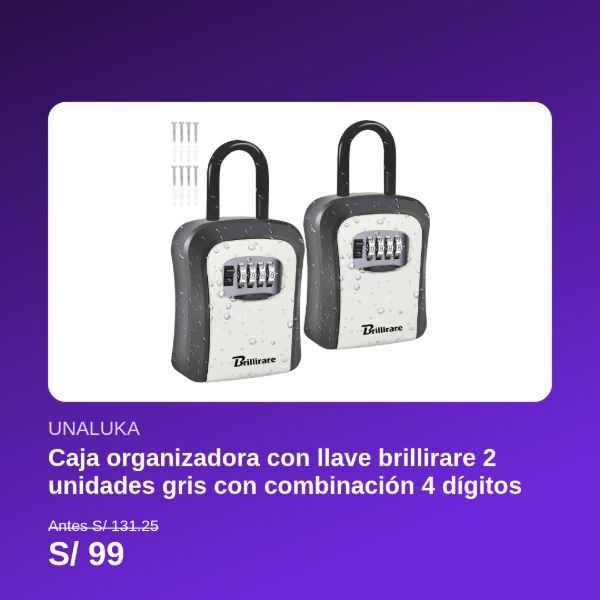 Brillirare
Brillirare
UNALUKA
Caja organizadora con llave brillirare 2
unidades gris con combinación 4 dígitos
Antes S/ 131.25
S/ 99